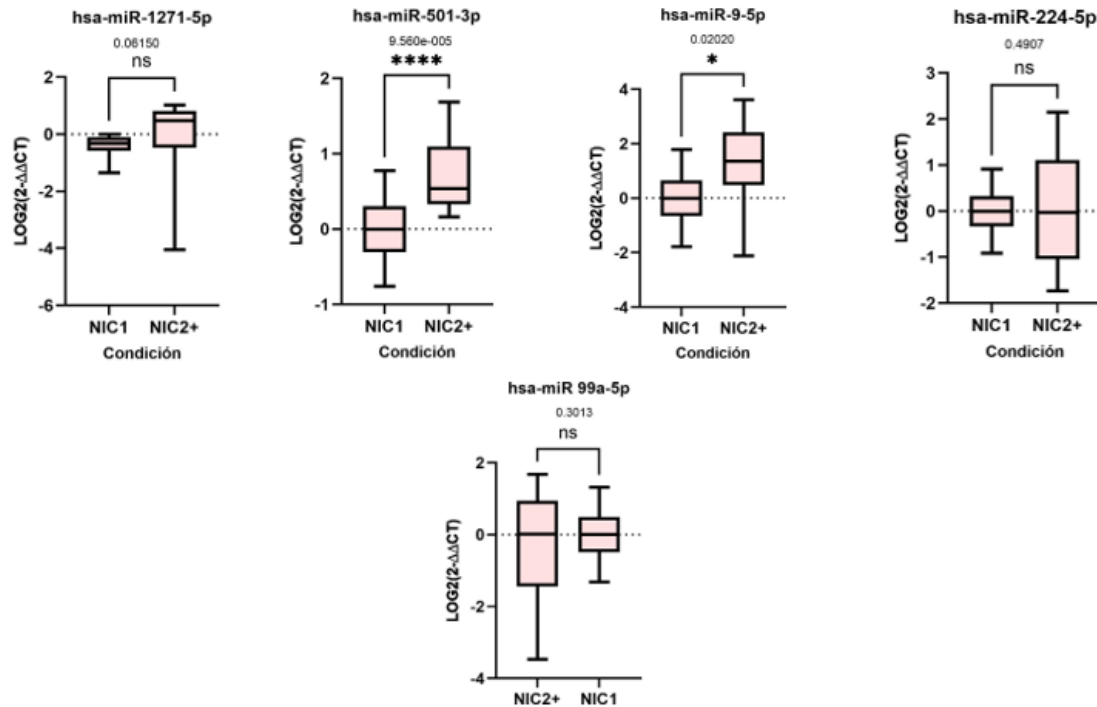 hsa-miR-1271-5p
0.06150
ns
LOG2(2-ΔΔCT)
2
0
-2
-4
-6
NIC1 NIC2+
Condición
hsa-miR-501-3p
9.560e-005
****
LOG2(2-ΔΔCT)
2
1
0
-1
NIC1 NIC2+
Condición
hsa-miR-9-5p
0.02020
*
LOG2(2-ΔΔCT)
4
2
0
-2
-4
NIC1 NIC2+
Condición
hsa-miR-224-5p
0.4907
ns
LOG2(2-ΔΔCT)
3
2
1
0
-1
-2
NIC1 NIC2+
Condición
hsa-miR 99a-5p
0.3013
ns
LOG2(2-ΔΔCT)
2
0
-2
-4
NIC2+ NIC1